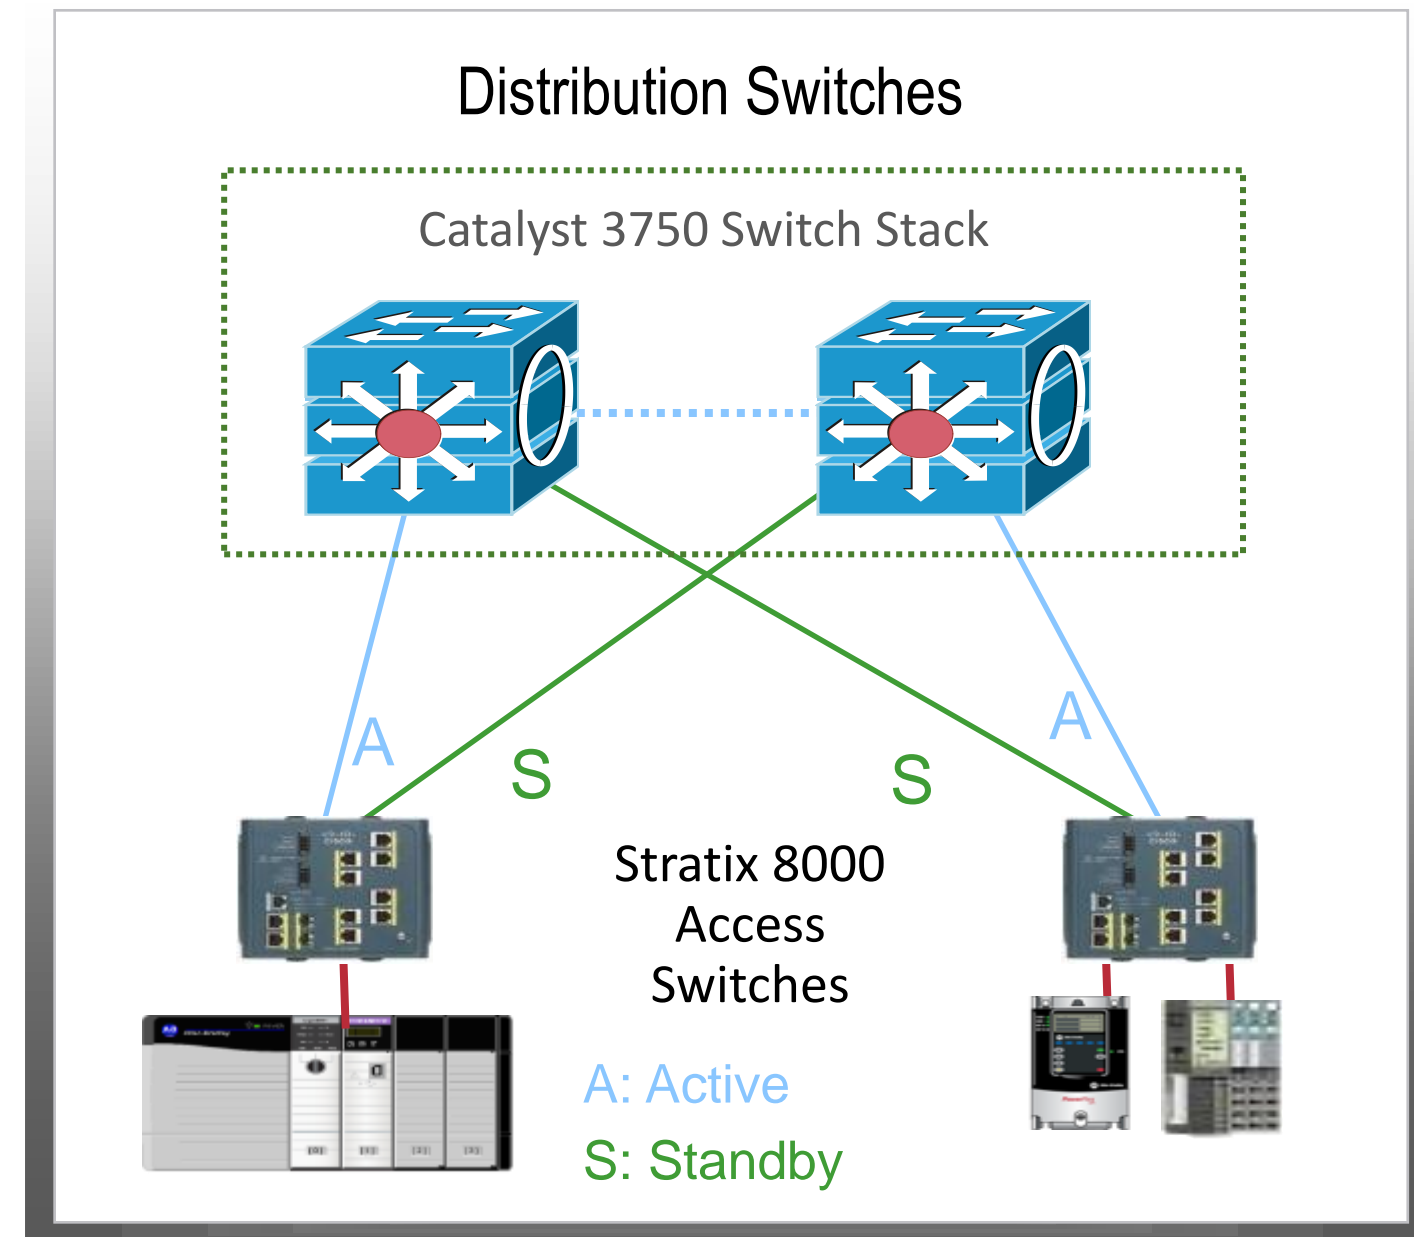 Distribution Switches
Catalyst 3750 Switch Stack
A
A
S
S
Stratix 8000
Access
Switches
A: Active
S: Standby